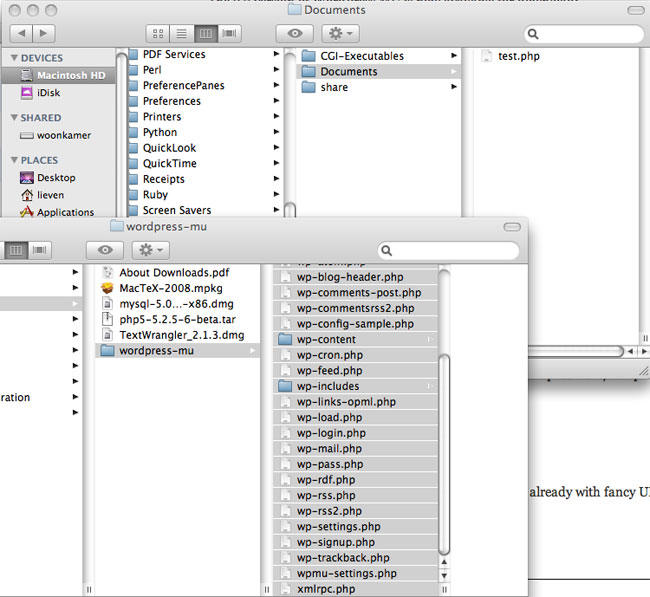 Documents
DEVICES
Macintosh HD
iDisk
SHARED
woonkamer
PLACES
Desktop
lieven
Applications
PDF Services
Perl
PreferencePanes
Preferences
Printers
Python
QuickLook
QuickTime
Receipts
Ruby
Screen Savers
CGI-Executables
Documents
share
test.php
wordpress-mu
eration
About Downloads.pdf
MacTeX-2008.mpkg
mysql-5.0...-x86.dmg
php5-5.2.5-6-beta.tar
TextWrangler_2.1.3.dmg
wordpress-mu
wp-blog-header.php
wp-comments-post.php
wp-commentsrss2.php
wp-config-sample.php
wp-content
wp-cron.php
wp-feed.php
wp-includes
wp-links-opml.php
wp-load.php
wp-login.php
wp-mail.php
wp-pass.php
wp-rdf.php
wp-rss.php
wp-rss2.php
wp-settings.php
wp-signup.php
wp-trackback.php
wpmu-settings.php
xmlrpc.php
already with fancy